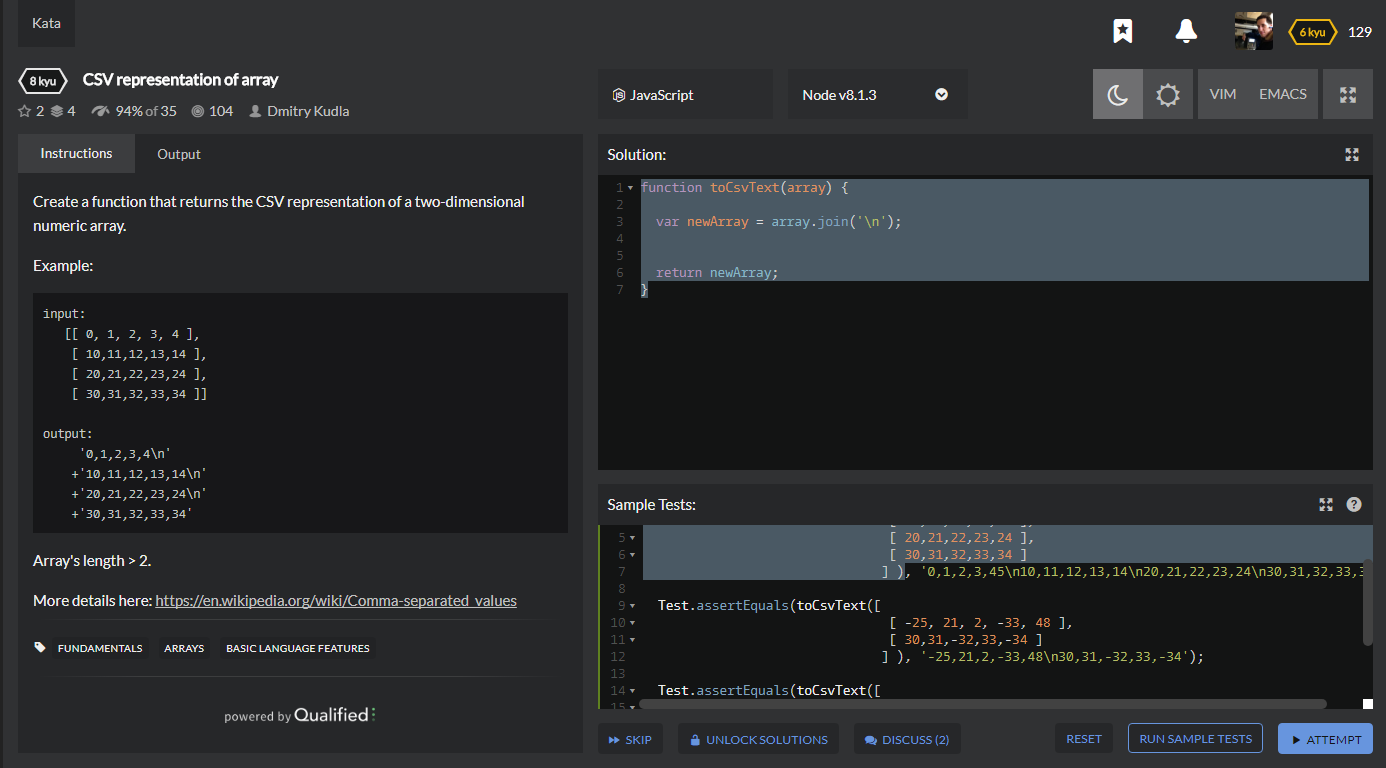 Kata
6 kyu 129
8 kyu CSV representation of array
2 4 94% of 35 104 Dmitry Kudla
JavaScript
Node v8.1.3
VIM EMACS
Instructions Output
Create a function that returns the CSV representation of a two-dimensional
numeric array.
Example:
input:
[[ 0, 1, 2, 3, 4 ],
[ 10,11,12,13,14 ],
[ 20,21,22,23,24 ],
[ 30,31,32,33,34 ]]
output:
'0,1,2,3,4\n'
+'10,11,12,13,14\n'
+'20,21,22,23,24\n'
+'30,31,32,33,34'
Array's length > 2.
More details here: https://en.wikipedia.org/wiki/Comma-separated_values
FUNDAMENTALS ARRAYS BASIC LANGUAGE FEATURES
powered by Qualified
Solution:
1 function toCsvText(array) {
2
3 var newArray = array.join('\n');
4
5
6 return newArray;
7 }
Sample Tests:
5 [ 20,21,22,23,24 ],
6 [ 30,31,32,33,34 ]
7 ] ), '0,1,2,3,45\n10,11,12,13,14\n20,21,22,23,24\n30,31,32,33,3
8
9 Test.assertEquals(toCsvText([
10 [ -25, 21, 2, -33, 48 ],
11 [ 30,31,-32,33,-34 ]
12 ] ), '-25,21,2,-33,48\n30,31,-32,33,-34');
13
14 Test.assertEquals(toCsvText([
15
SKIP UNLOCK SOLUTIONS DISCUSS (2) RESET RUN SAMPLE TESTS ATTEMPT